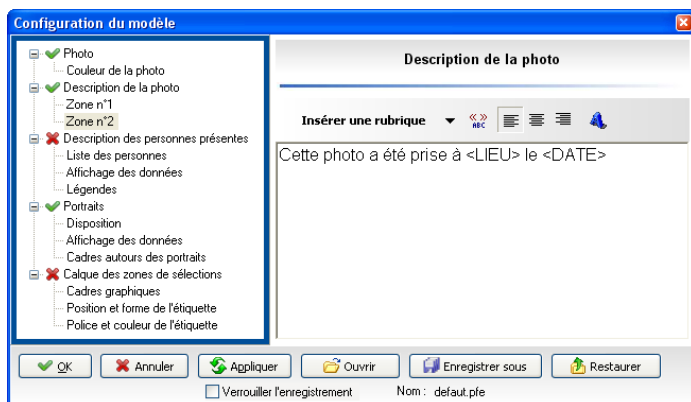 Configuration du modèle
Photo
Couleur de la photo
Description de la photo
Zone n°1
Zone n°2
Description des personnes présentes
Liste des personnes
Affichage des données
Légendes
Portraits
Disposition
Affichage des données
Cadres autours des portraits
Calque des zones de sélections
Cadres graphiques
Position et forme de l'étiquette
Police et couleur de l'étiquette
Description de la photo
Insérer une rubrique
« »
ABC
Cette photo a été prise à <LIEU> le <DATE>
OK Annuler Appliquer Ouvrir Enregistrer sous Restaurer
Verrouiller l'enregistrement Nom : defaut.pfe